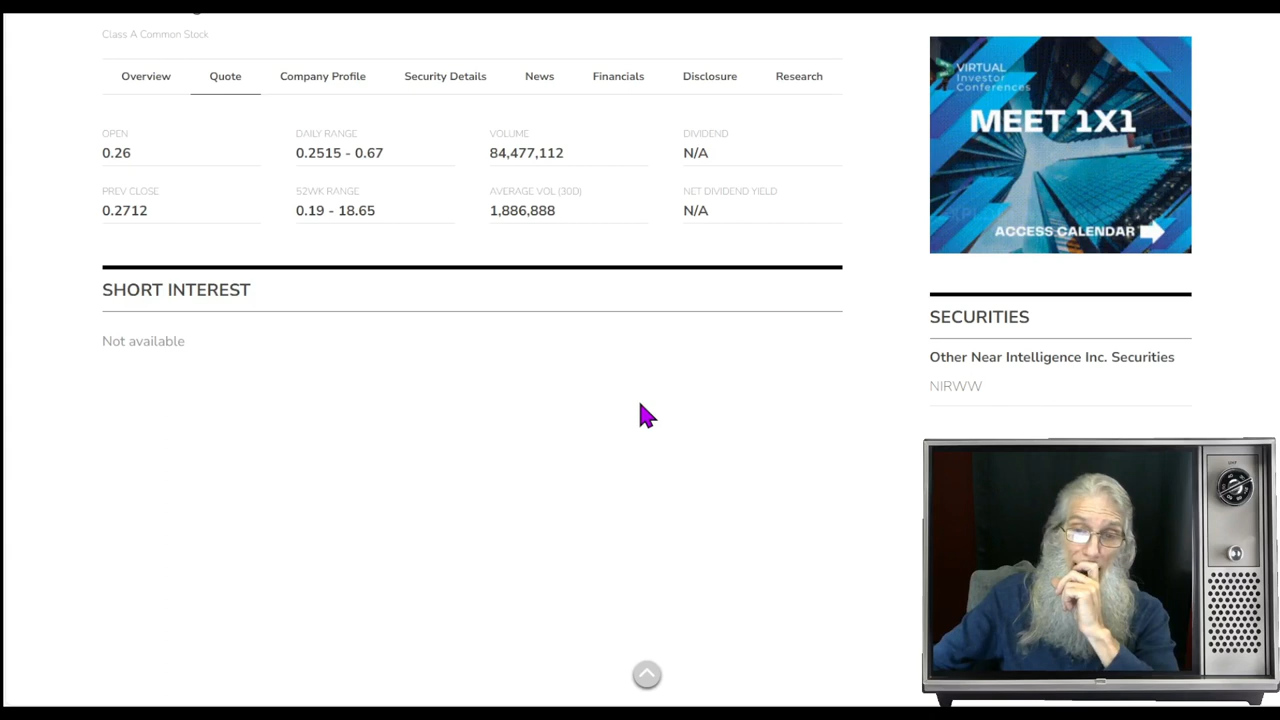 Class A Common Stock
Overview Quote Company Profile Security Details News Financials Disclosure Research
OPEN DAILY RANGE VOLUME DIVIDEND
0.26 0.2515 - 0.67 84,477,112 N/A
PREV CLOSE 52WK RANGE AVERAGE VOL (30D) NET DIVIDEND YIELD
0.2712 0.19 - 18.65 1,886,888 N/A
SHORT INTEREST
Not available
VIRTUAL
Investor
Conferences
MEET 1X1
ACCESS CALENDAR
SECURITIES
Other Near Intelligence Inc. Securities
NIRWW